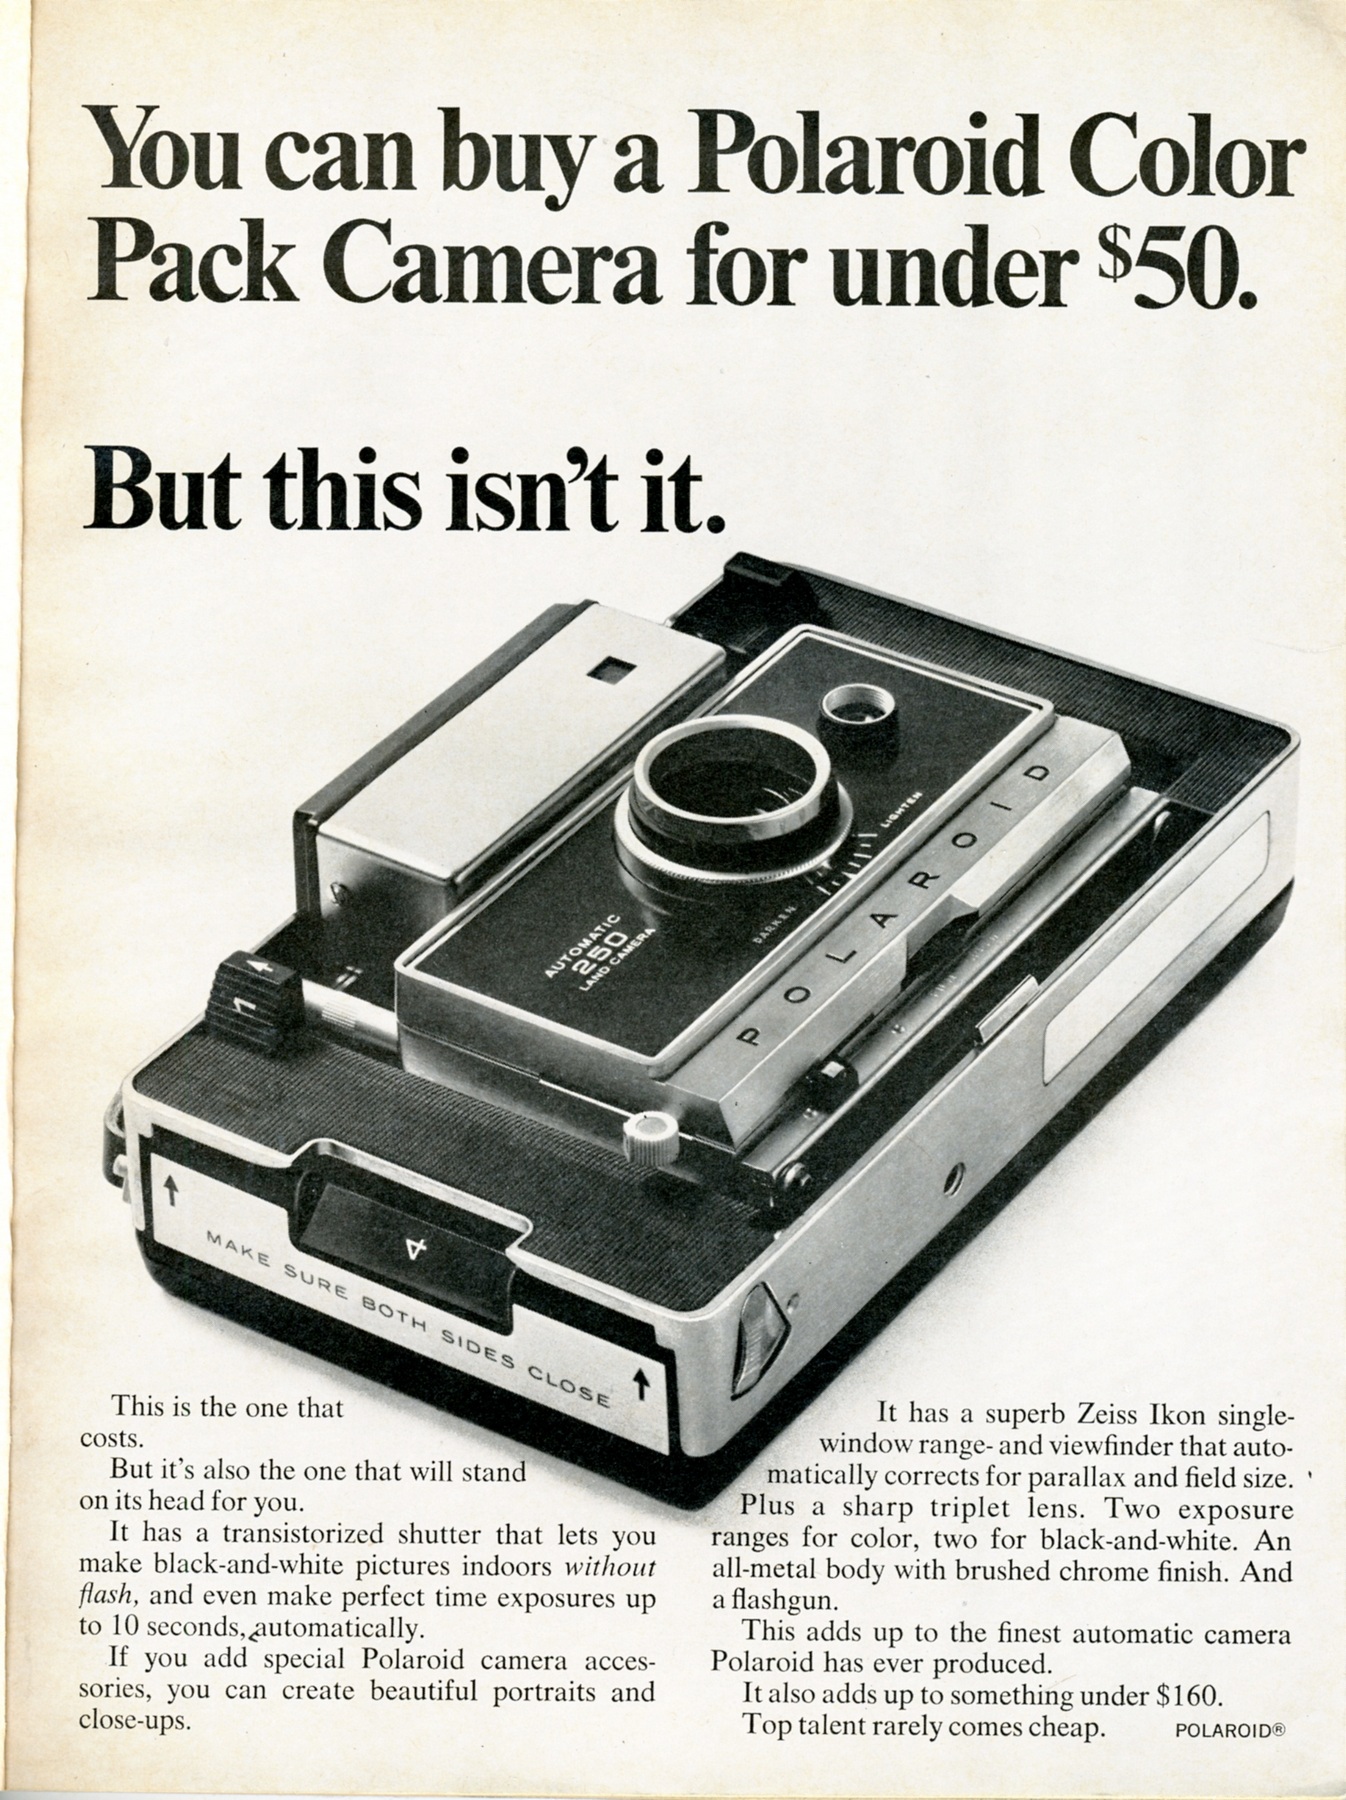 You can buy a Polaroid Color
Pack Camera for under $50.
But this isn't it.
LIGHTEN
DARKEN
POLAROID
AUTOMATIC
250
LAND CAMERA
1
4
MAKE SURE BOTH SIDES CLOSE
This is the one that
costs.
But it's also the one that will stand
on its head for you.
It has a transistorized shutter that lets you
make black-and-white pictures indoors without
flash, and even make perfect time exposures up
to 10 seconds, automatically.
If you add special Polaroid camera acces-
sories, you can create beautiful portraits and
close-ups.
It has a superb Zeiss Ikon single-
window range- and viewfinder that auto-
matically corrects for parallax and field size.
Plus a sharp triplet lens. Two exposure
ranges for color, two for black-and-white. An
all-metal body with brushed chrome finish. And
a flashgun.
This adds up to the finest automatic camera
Polaroid has ever produced.
It also adds up to something under $160.
Top talent rarely comes cheap. POLAROID®